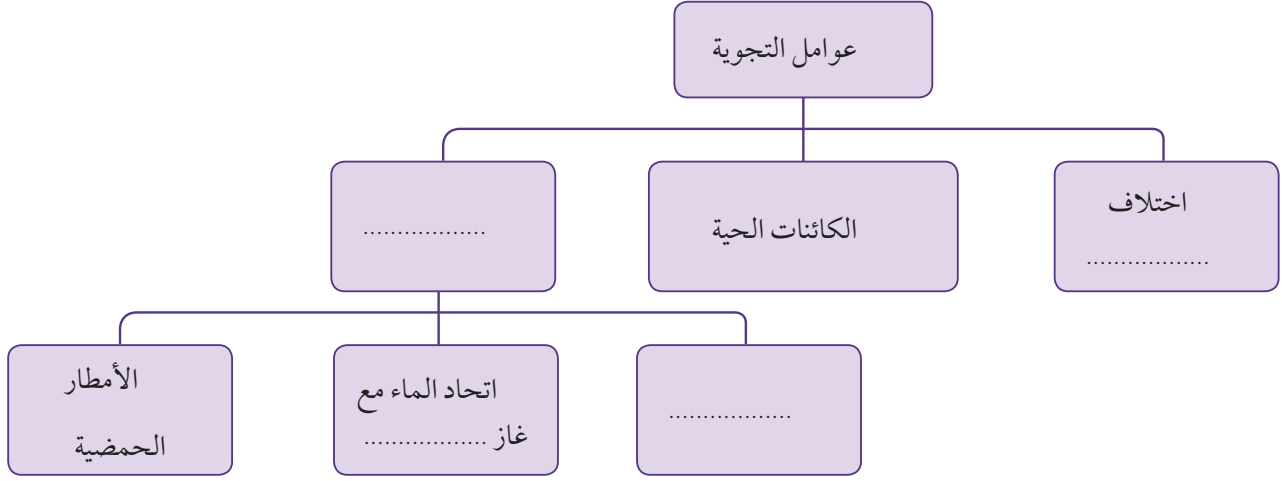 عوامل التجوية
اختلاف
..................
الكائنات الحية
..................
..................
اتحاد الماء مع
غاز ..................
الأمطار
الحمضية